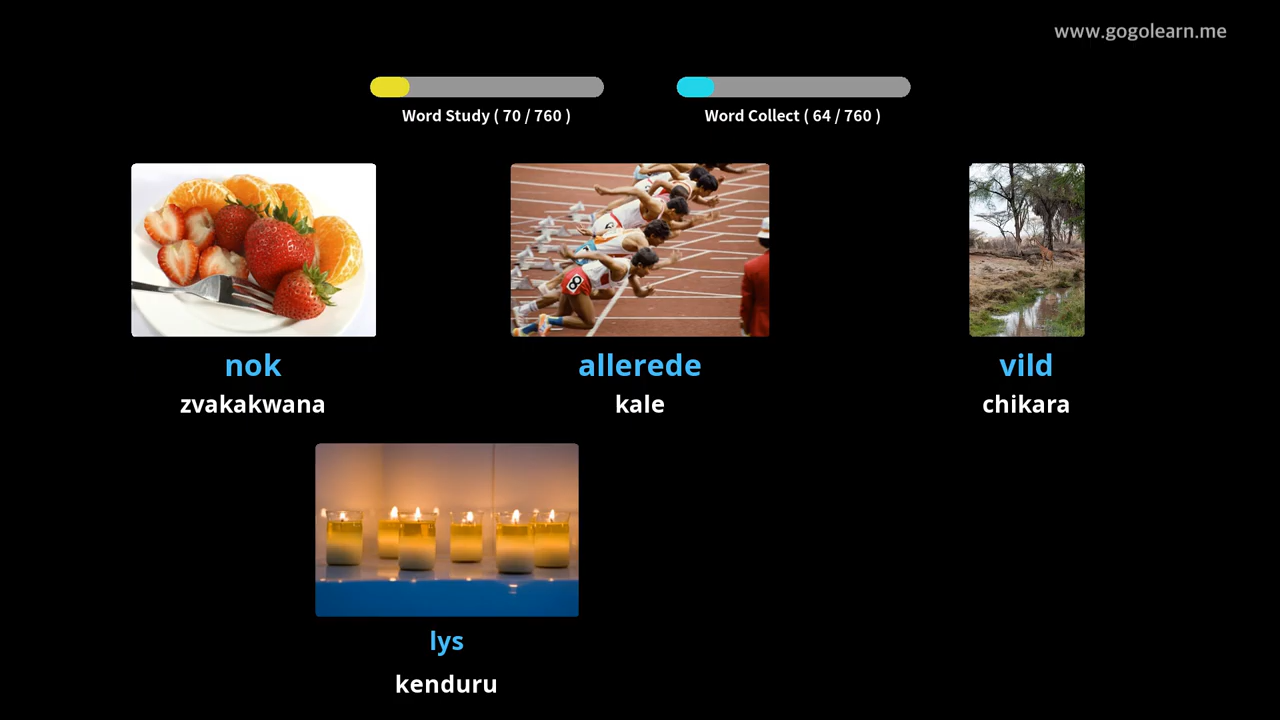 www.gogolearn.me
Word Study ( 70 / 760 )
Word Collect ( 64 / 760 )
nok
zvakakwana
allerede
kale
vild
chikara
lys
kenduru